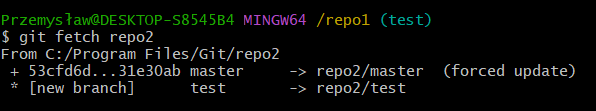 Przemysław@DESKTOP-S8545B4 MINGW64 /repo1 (test)
$ git fetch repo2
From C:/Program Files/Git/repo2
 + 53cfd6d...31e30ab master     -> repo2/master  (forced update)
 * [new branch]      test       -> repo2/test